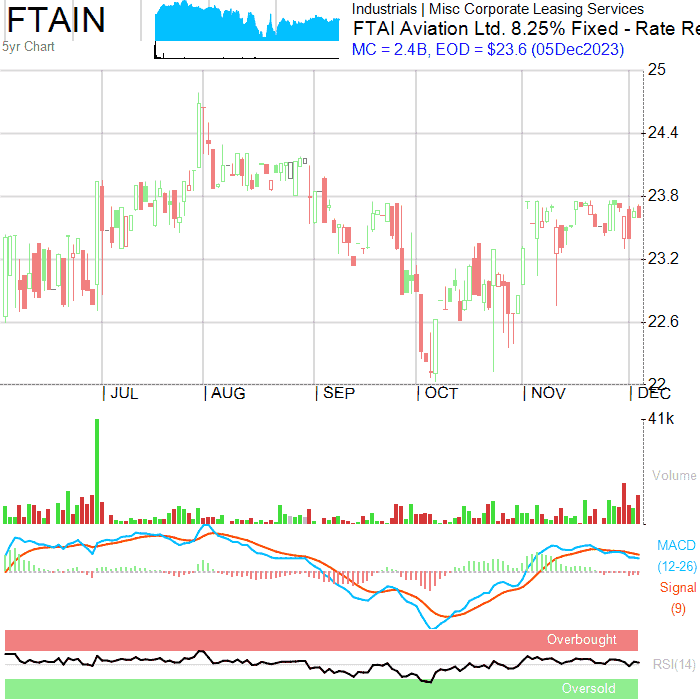 FTAIN
5yr Chart
Industrials | Misc Corporate Leasing Services
FTAI Aviation Ltd. 8.25% Fixed - Rate Re
MC = 2.4B, EOD = $23.6 (05Dec2023)
25
24.4
23.8
23.2
22.6
22
JUL
AUG
SEP
OCT
NOV
DEC
41k
Volume
MACD
(12-26)
Signal
(9)
Overbought
RSI(14)
Oversold